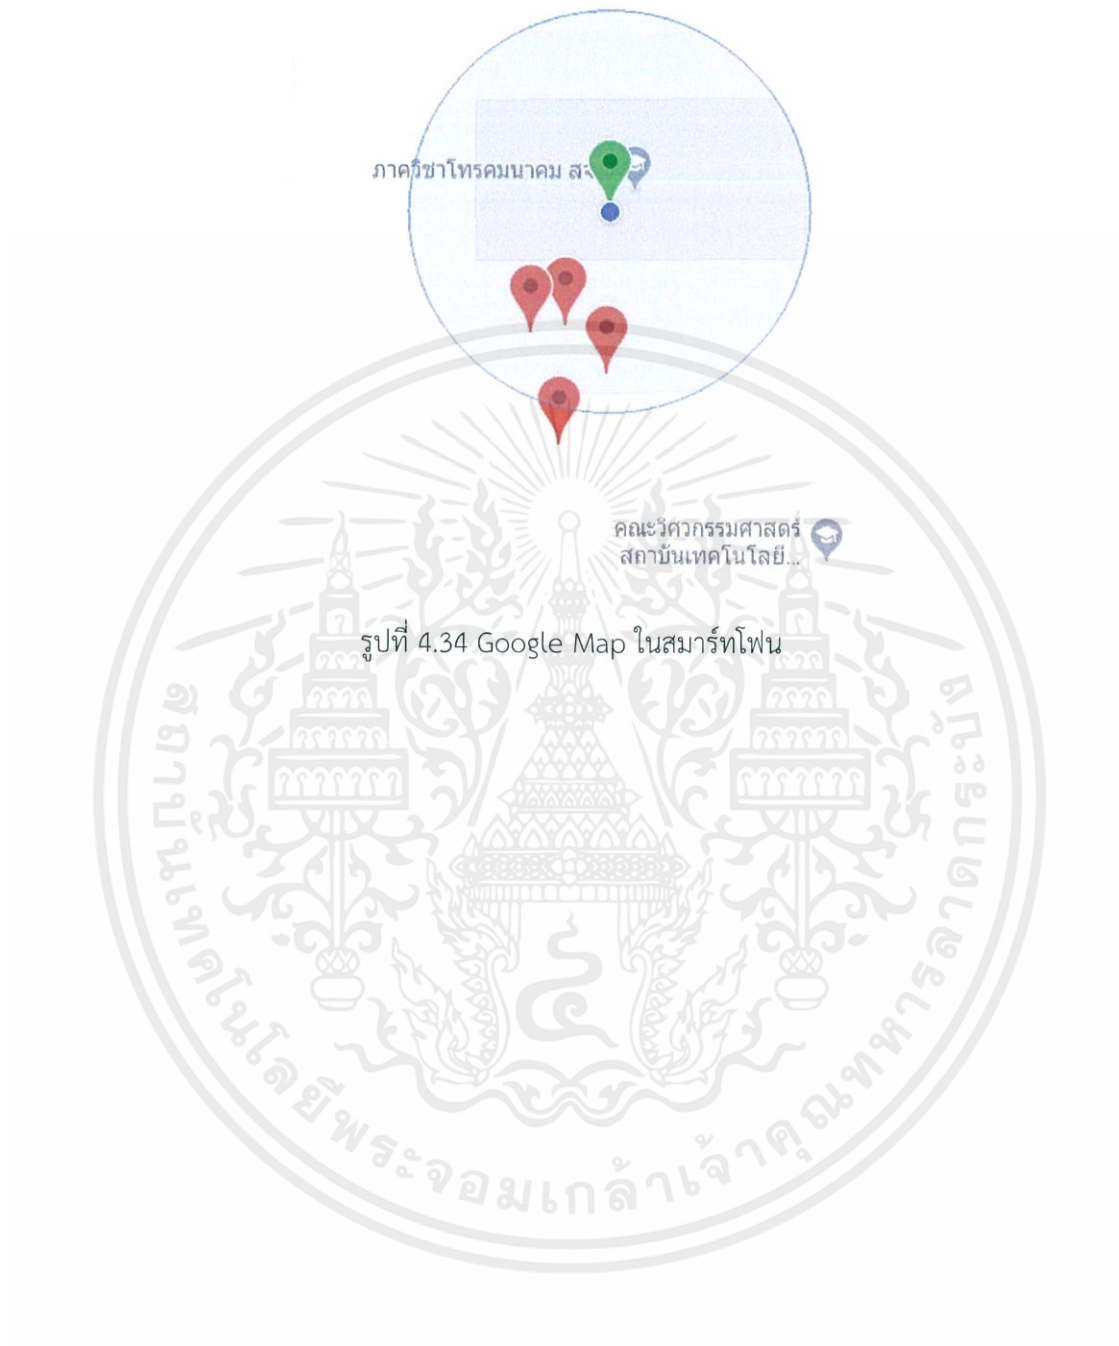 ภาควิชาโทรคมนาคม
คณะวิศวกรรมศาสตร์
สถาบันเทคโนโลยี...
รูปที่ 4.34 Google Map ในสมาร์ทโฟน
สถาบันเทคโนโลยีพระจอมเกล้าเจ้าคุณทหารลาดกระบัง